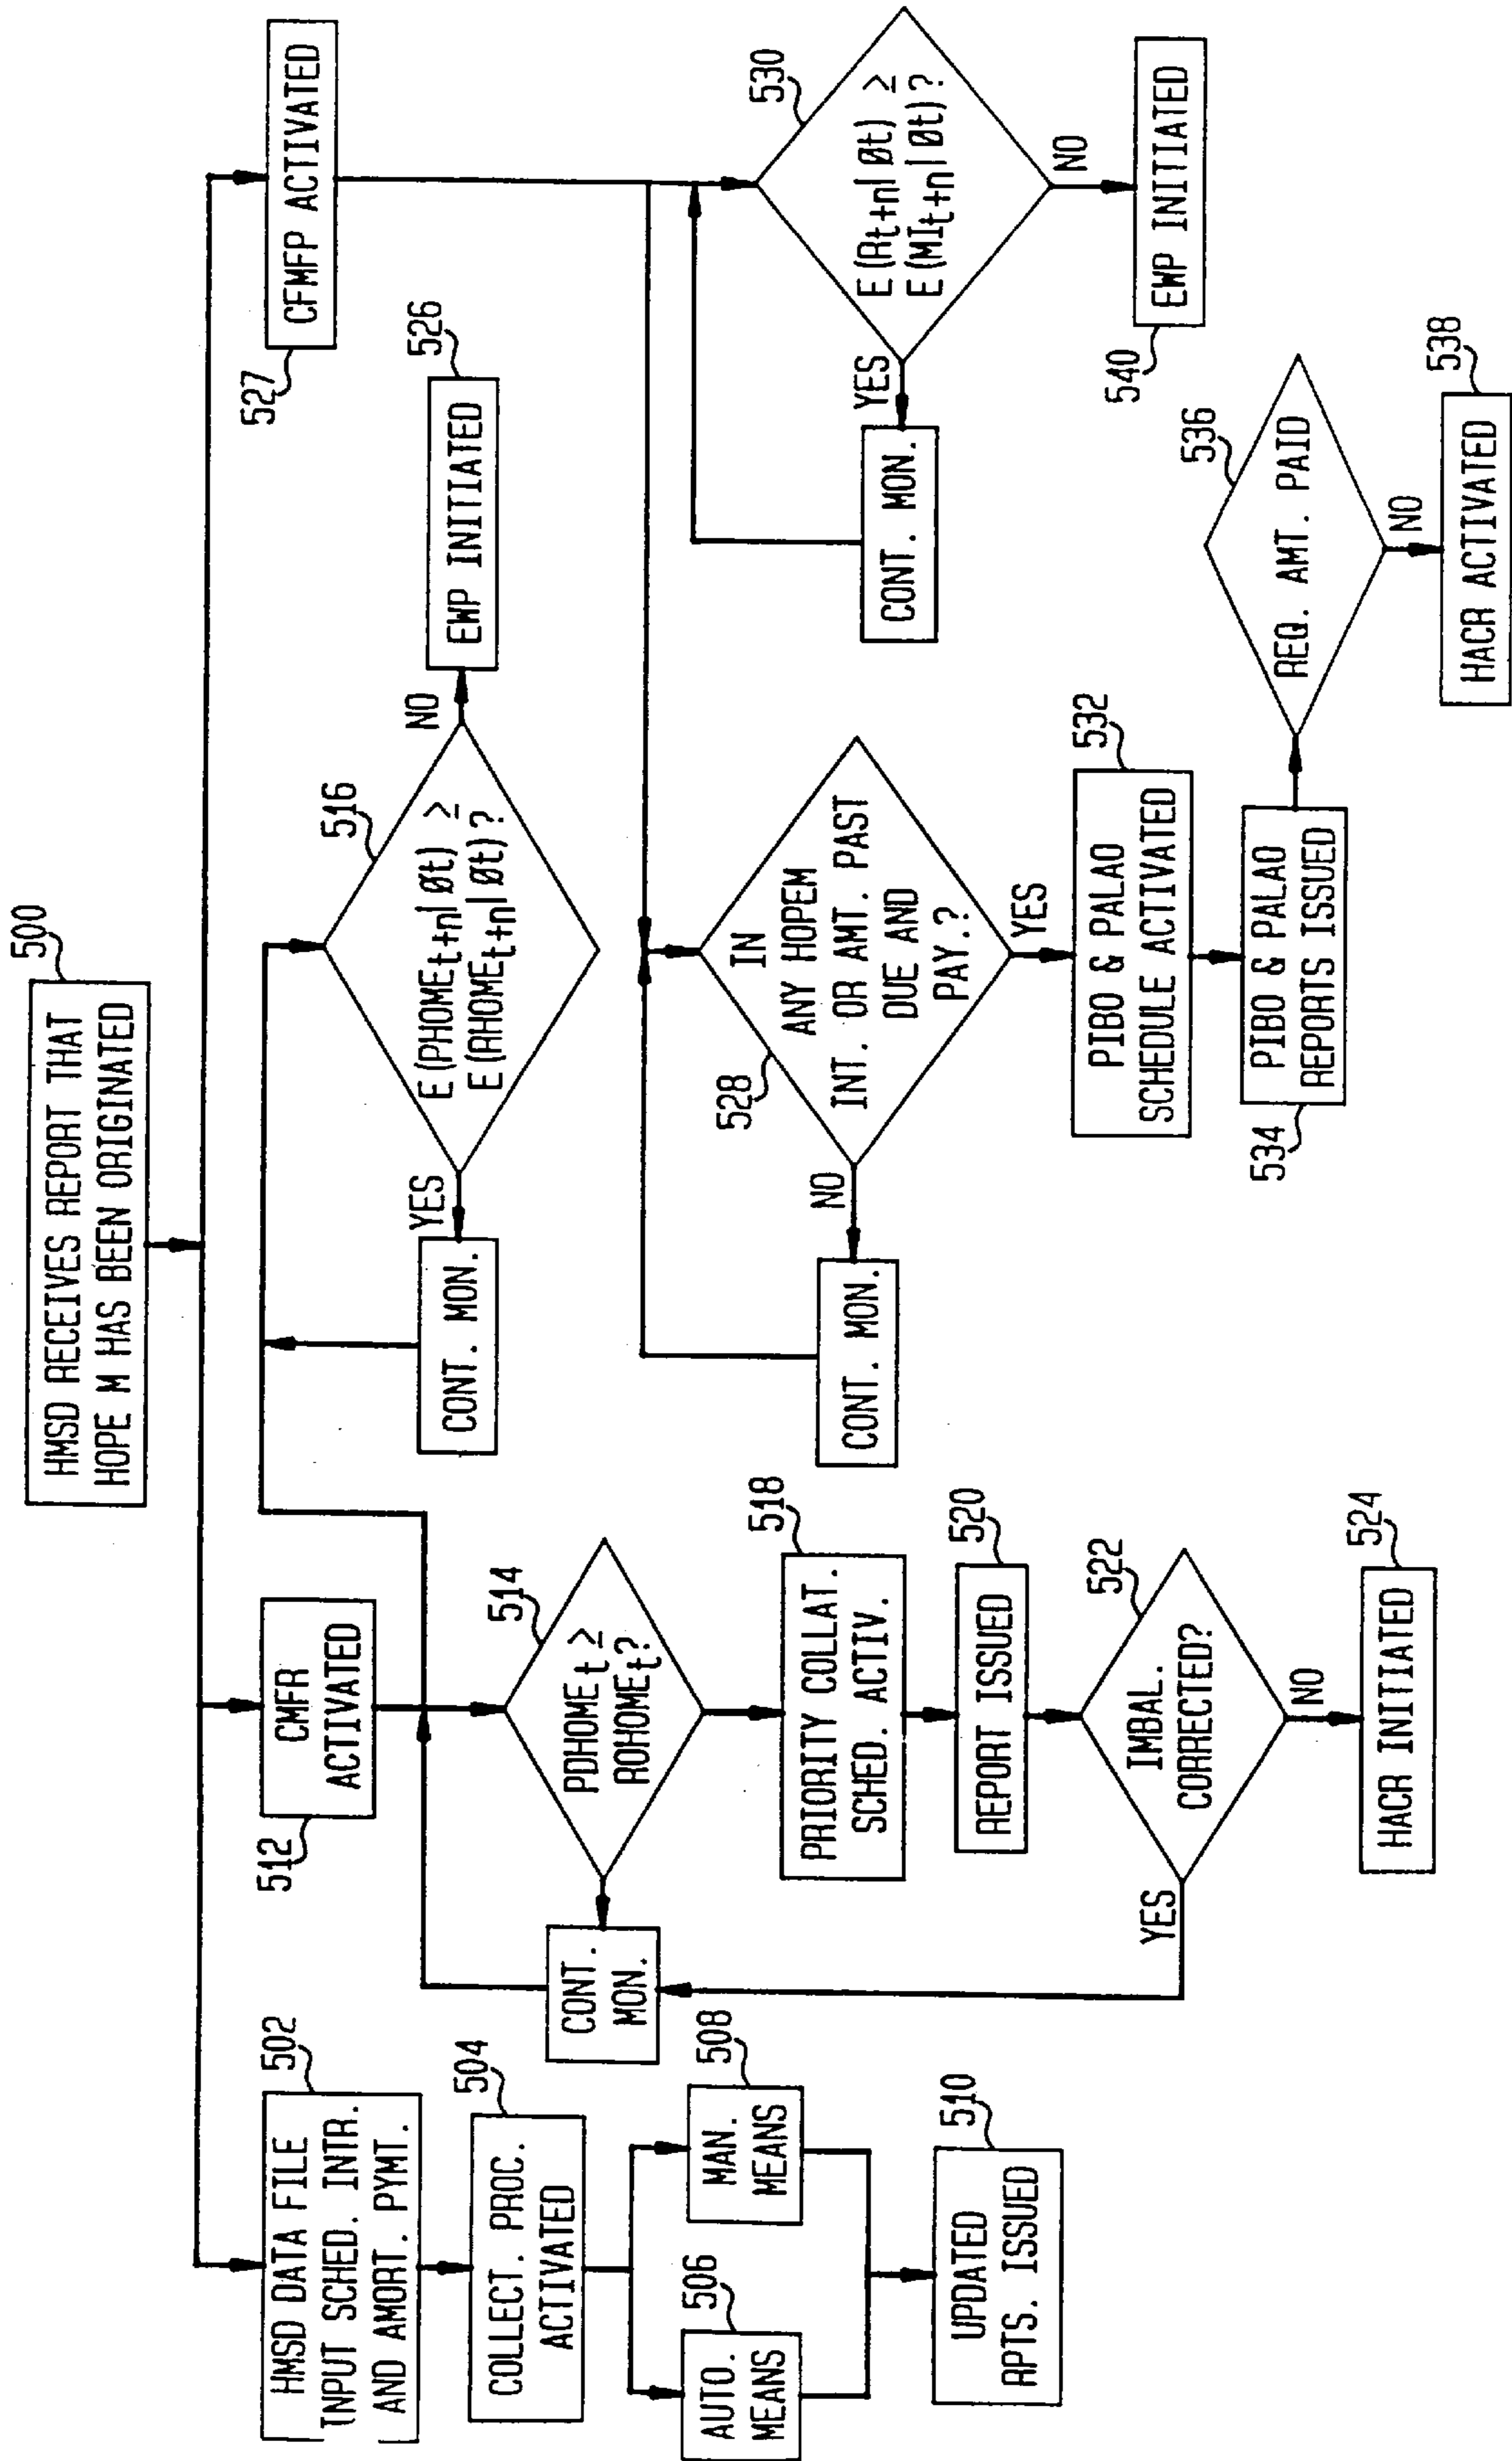 500
HMSD RECEIVES REPORT THAT
HOPE M HAS BEEN ORIGINATED
502
HMSD DATA FILE
INPUT SCHED. INTR.
AND AMORT. PYMT.
504
COLLECT. PROC.
ACTIVATED
506
AUTO.
MEANS
508
MAN.
MEANS
510
UPDATED
RPTS. ISSUED
512
CMFR
ACTIVATED
514
PDHOMEt ≥
ROHOMEt?
CONT.
MON.
518
PRIORITY COLLAT.
SCHED. ACTIV.
520
REPORT ISSUED
522
IMBAL.
CORRECTED?
YES
NO
524
HACR INITIATED
516
E(PHOMEt+n|Øt) ≥
E(RHOMEt+n|Øt)?
YES
CONT. MON.
NO
526
EWP INITIATED
527
CFMFP ACTIVATED
528
IN
ANY HOPEM
INT. OR AMT. PAST
DUE AND
PAY.?
NO
CONT. MON.
YES
532
PIBO & PALAO
SCHEDULE ACTIVATED
534
PIBO & PALAO
REPORTS ISSUED
536
REQ. AMT. PAID
NO
538
HACR ACTIVATED
530
E(Rt+n|Øt) ≥
E(MIt+n|Øt)?
YES
CONT. MON.
NO
540
EWP INITIATED